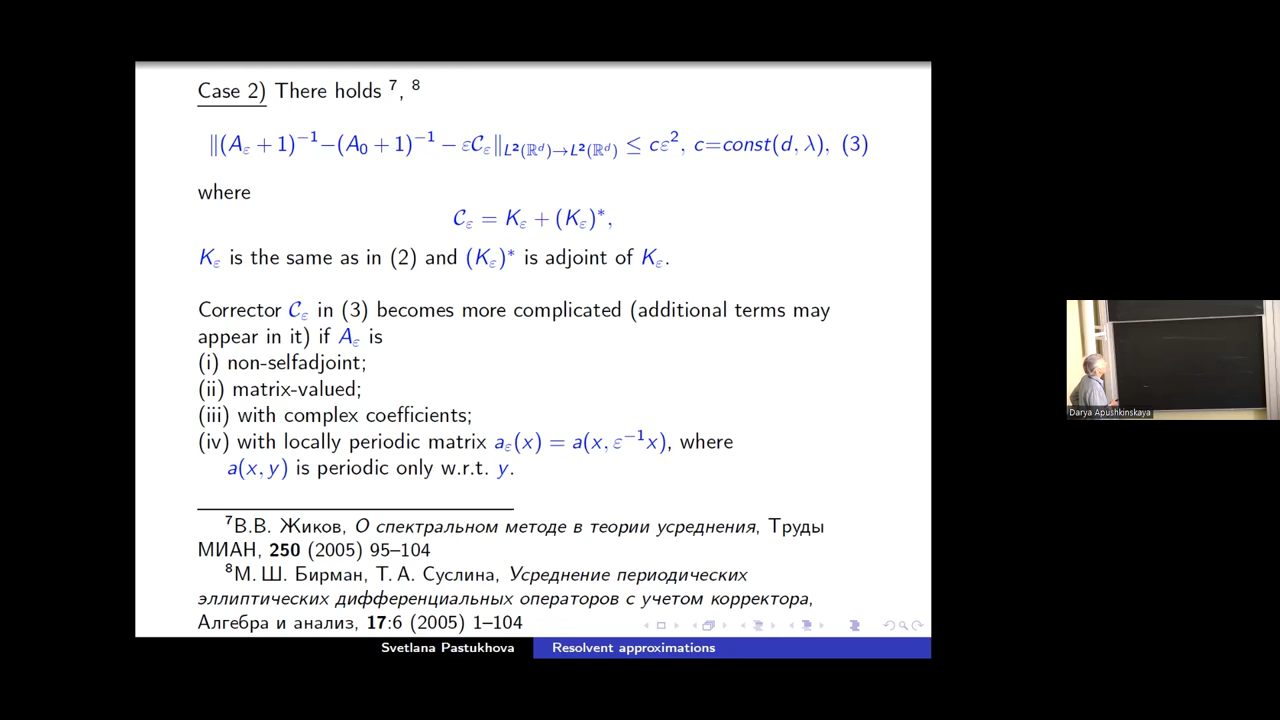 Case 2) There holds ⁷, ⁸
‖(A_ε + 1)⁻¹−(A₀ + 1)⁻¹ − ε𝒞_ε‖_{L²(ℝᵈ)→L²(ℝᵈ)} ≤ cε², c=const(d, λ), (3)
where
𝒞_ε = K_ε + (K_ε)*,
K_ε is the same as in (2) and (K_ε)* is adjoint of K_ε.
Corrector 𝒞_ε in (3) becomes more complicated (additional terms may
appear in it) if A_ε is
(i) non-selfadjoint;
(ii) matrix-valued;
(iii) with complex coefficients;
(iv) with locally periodic matrix a_ε(x) = a(x, ε⁻¹x), where
a(x, y) is periodic only w.r.t. y.
⁷В.В. Жиков, О спектральном методе в теории усреднения, Труды
МИАН, 250 (2005) 95–104
⁸М. Ш. Бирман, Т. А. Суслина, Усреднение периодических
эллиптических дифференциальных операторов с учетом корректора,
Алгебра и анализ, 17:6 (2005) 1–104
Svetlana Pastukhova Resolvent approximations
Darya Apushkinskaya